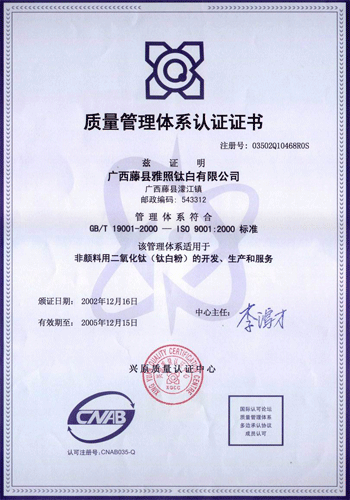 质量管理体系认证证书
注册号：03502Q10468R0S
兹证明
广西藤县雅照钛白有限公司
广西藤县濛江镇
邮政编码：543312
管理体系符合
GB/T 19001-2000 — ISO 9001:2000 标准
该管理体系适用于
非颜料用二氧化钛（钛白粉）的开发、生产和服务
颁证日期：2002年12月16日
有效期至：2005年12月15日
中心主任：
兴原质量认证中心
XING YUAN QUALITY CERTIFICATION CENTRE
XQCC
CNAB
认可注册号：CNAB035-Q
国际认可论坛
质量管理体系
多边承认协议
成员认可